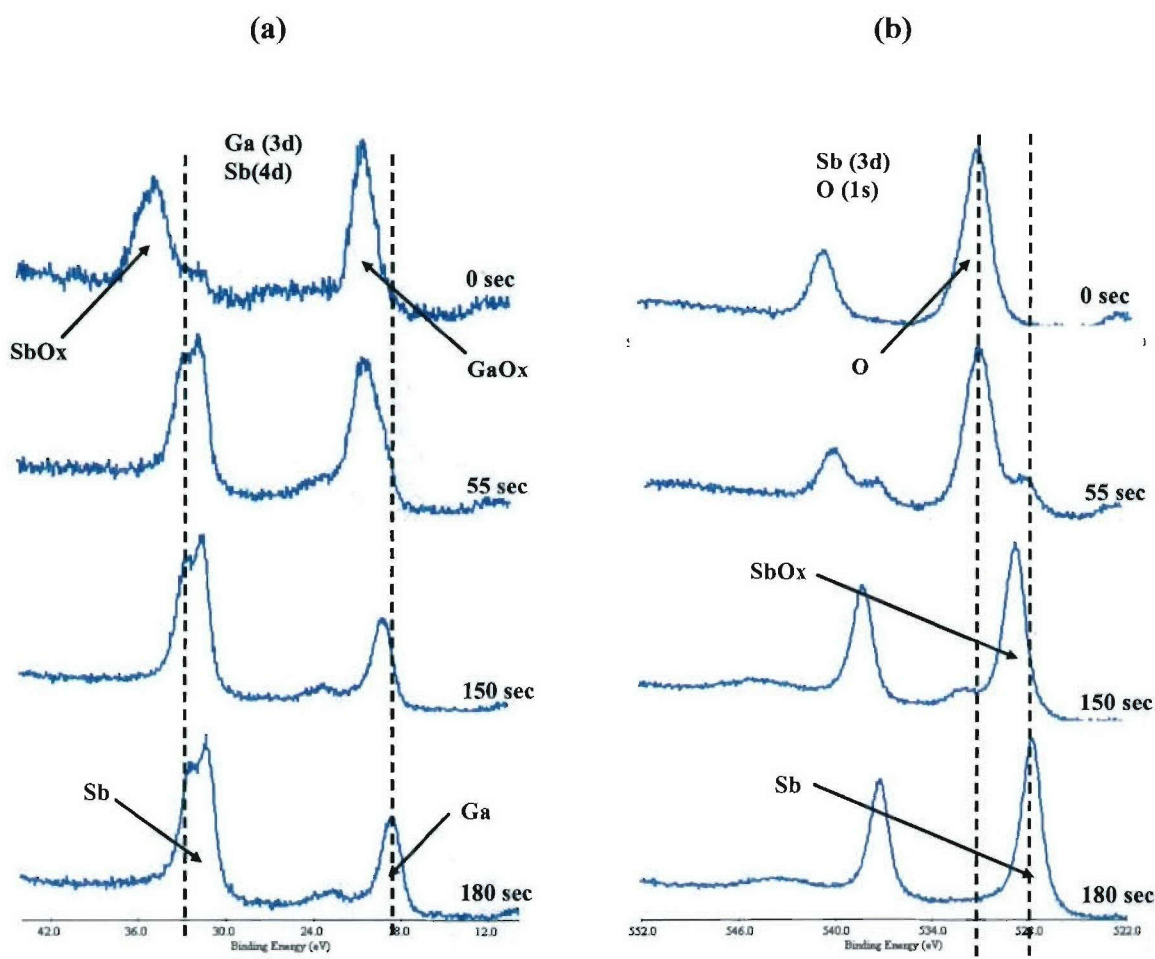 (a)
Ga (3d)
Sb(4d)
0 sec
SbOx
GaOx
55 sec
150 sec
Sb
Ga
180 sec
42.0 36.0 30.0 24.0 18.0 12.0
Binding Energy (eV)
(b)
Sb (3d)
O (1s)
0 sec
O
55 sec
SbOx
150 sec
Sb
180 sec
552.0 546.0 540.0 534.0 528.0 522.0
Binding Energy (eV)